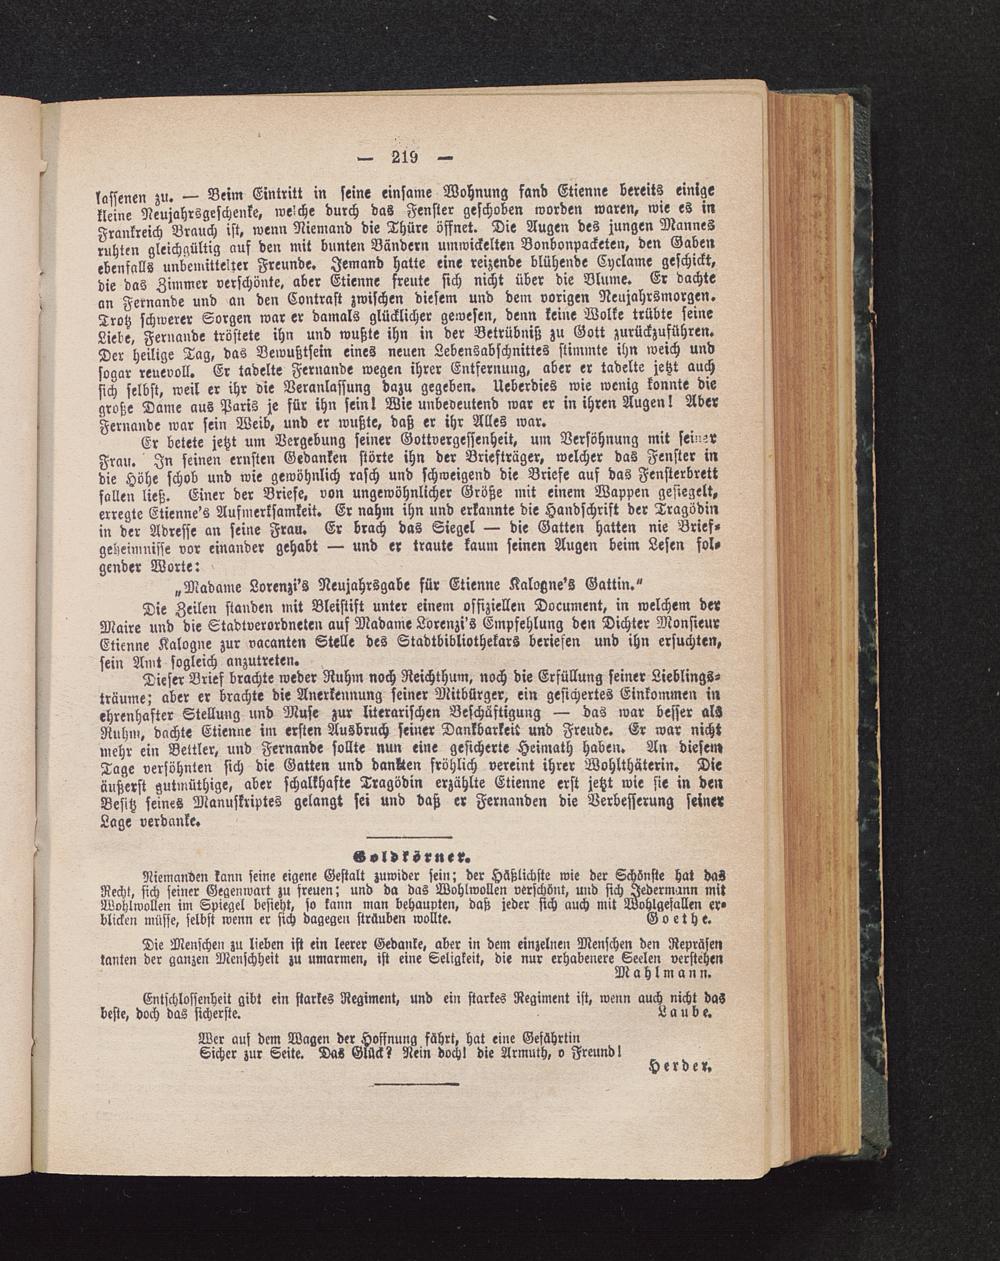 — 219 —
lassenen zu. — Beim Eintritt in seine einsame Wohnung fand Etienne bereits einige
kleine Neujahrsgeschenke, welche durch das Fenster geschoben worden waren, wie es in
Frankreich Brauch ist, wenn Niemand die Thüre öffnet. Die Augen des jungen Mannes
ruhten gleichgültig auf den mit bunten Bändern umwickelten Bonbonpacketen, den Gaben
ebenfalls unbemittelter Freunde. Jemand hatte eine reizende blühende Cyclame geschickt,
die das Zimmer verschönte, aber Etienne freute sich nicht über die Blume. Er dachte
an Fernande und an den Contrast zwischen diesem und dem vorigen Neujahrsmorgen.
Trotz schwerer Sorgen war er damals glücklicher gewesen, denn keine Wolke trübte seine
Liebe, Fernande tröstete ihn und wußte ihn in der Betrübniß zu Gott zurückzuführen.
Der heilige Tag, das Bewußtsein eines neuen Lebensabschnittes stimmte ihn weich und
sogar reuevoll. Er tadelte Fernande wegen ihrer Entfernung, aber er tadelte jetzt auch
sich selbst, weil er ihr die Veranlassung dazu gegeben. Ueberdies wie wenig konnte die
große Dame aus Paris je für ihn sein! Wie unbedeutend war er in ihren Augen! Aber
Fernande war sein Weib, und er wußte, daß er ihr Alles war.
Er betete jetzt um Vergebung seiner Gottvergessenheit, um Versöhnung mit seiner
Frau. In seinen ernsten Gedanken störte ihn der Briefträger, welcher das Fenster in
die Höhe schob und wie gewöhnlich rasch und schweigend die Briefe auf das Fensterbrett
fallen ließ. Einer der Briefe, von ungewöhnlicher Größe mit einem Wappen gesiegelt,
erregte Etienne's Aufmerksamkeit. Er nahm ihn und erkannte die Handschrift der Tragödin
in der Adresse an seine Frau. Er brach das Siegel — die Gatten hatten nie Brief-
geheimnisse vor einander gehabt — und er traute kaum seinen Augen beim Lesen fol-
gender Worte:
„Madame Lorenzi's Neujahrsgabe für Etienne Kalogne's Gattin.“
Die Zeilen standen mit Bleistift unter einem offiziellen Document, in welchem der
Maire und die Stadtverordneten auf Madame Lorenzi's Empfehlung den Dichter Monsieur
Etienne Kalogne zur vacanten Stelle des Stadtbibliothekars beriefen und ihn ersuchten,
sein Amt sogleich anzutreten.
Dieser Brief brachte weder Ruhm noch Reichthum, noch die Erfüllung seiner Lieblings-
träume; aber er brachte die Anerkennung seiner Mitbürger, ein gesichertes Einkommen in
ehrenhafter Stellung und Muse zur literarischen Beschäftigung — das war besser als
Ruhm, dachte Etienne im ersten Ausbruch seiner Dankbarkeit und Freude. Er war nicht
mehr ein Bettler, und Fernande sollte nun eine gesicherte Heimath haben. An diesem
Tage versöhnten sich die Gatten und dankten fröhlich vereint ihrer Wohlthäterin. Die
äußerst gutmüthige, aber schalkhafte Tragödin erzählte Etienne erst jetzt wie sie in den
Besitz seines Manuskriptes gelangt sei und daß er Fernanden die Verbesserung seiner
Lage verdanke.
Goldkörner.
Niemanden kann seine eigene Gestalt zuwider sein; der Häßlichste wie der Schönste hat das
Recht, sich seiner Gegenwart zu freuen; und da das Wohlwollen verschönt, und sich Jedermann mit
Wohlwollen im Spiegel besieht, so kann man behaupten, daß jeder sich auch mit Wohlgefallen er-
blicken müsse, selbst wenn er sich dagegen sträuben wollte. Goethe.
Die Menschen zu lieben ist ein leerer Gedanke, aber in dem einzelnen Menschen den Repräsen
tanten der ganzen Menschheit zu umarmen, ist eine Seligkeit, die nur erhabenere Seelen verstehen
Mahlmann.
Entschlossenheit gibt ein starkes Regiment, und ein starkes Regiment ist, wenn auch nicht das
beste, doch das sicherste. Laube.
Wer auf dem Wagen der Hoffnung fährt, hat eine Gefährtin
Sicher zur Seite. Das Glück? Nein doch! die Armuth, o Freund!
Herder.